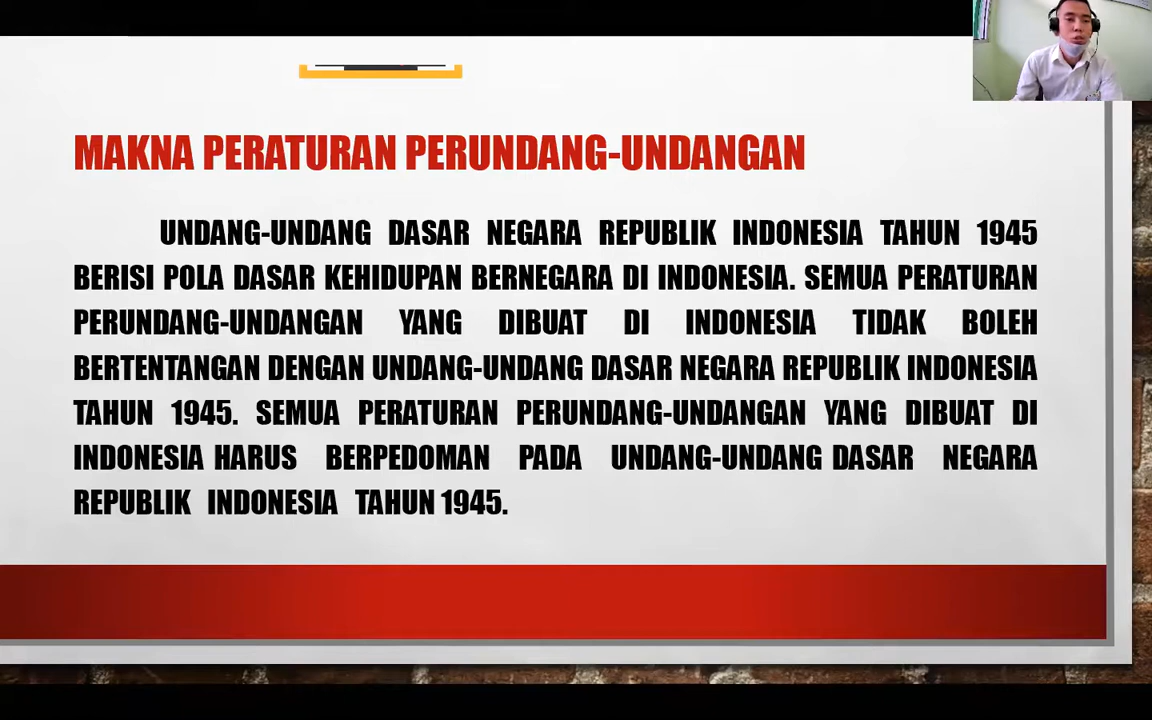 MAKNA PERATURAN PERUNDANG-UNDANGAN
UNDANG-UNDANG DASAR NEGARA REPUBLIK INDONESIA TAHUN 1945
BERISI POLA DASAR KEHIDUPAN BERNEGARA DI INDONESIA. SEMUA PERATURAN
PERUNDANG-UNDANGAN YANG DIBUAT DI INDONESIA TIDAK BOLEH
BERTENTANGAN DENGAN UNDANG-UNDANG DASAR NEGARA REPUBLIK INDONESIA
TAHUN 1945. SEMUA PERATURAN PERUNDANG-UNDANGAN YANG DIBUAT DI
INDONESIA HARUS BERPEDOMAN PADA UNDANG-UNDANG DASAR NEGARA
REPUBLIK INDONESIA TAHUN 1945.